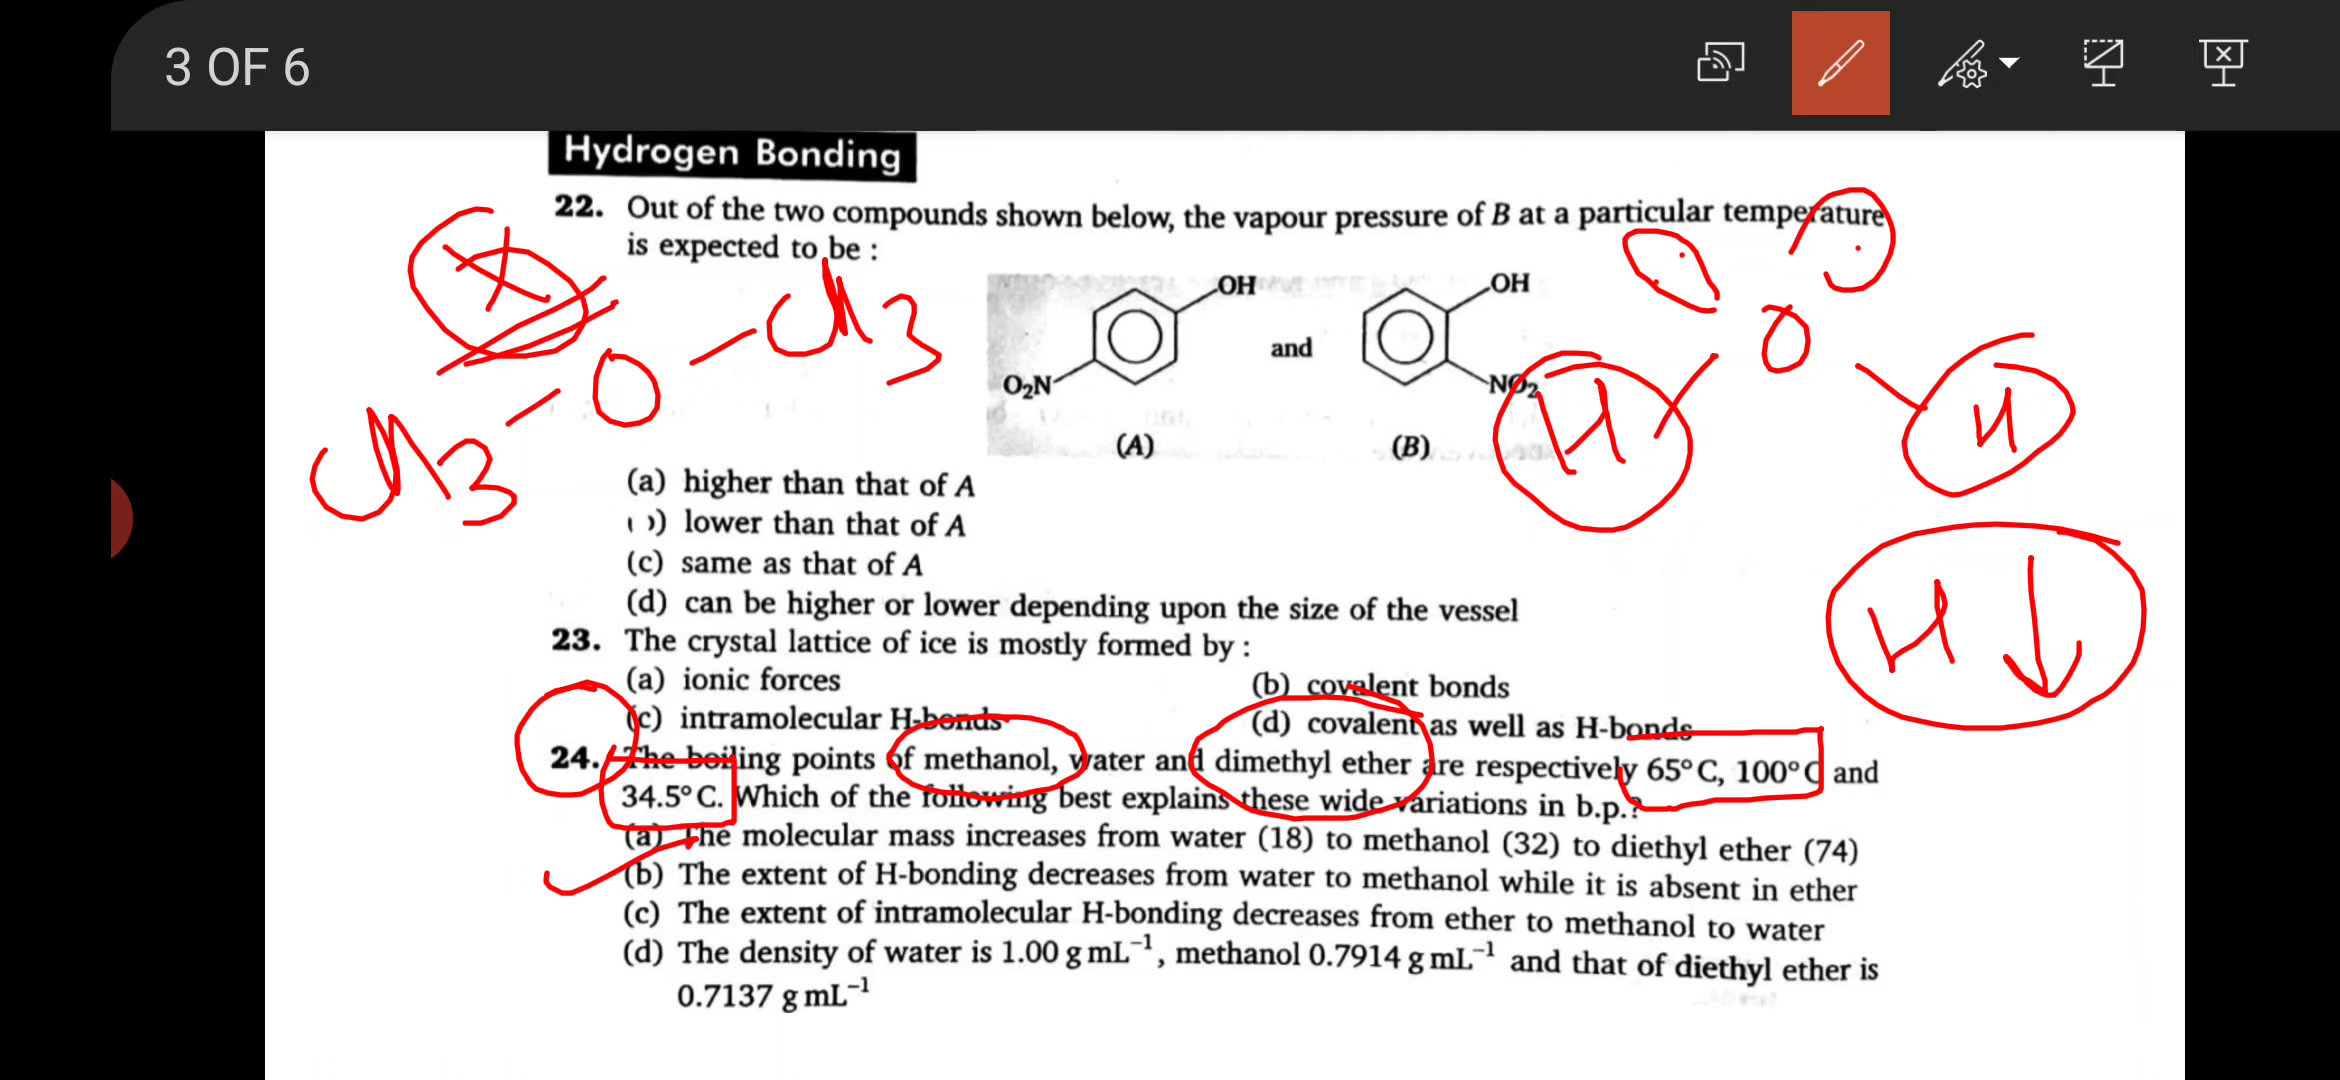 3 OF 6
Hydrogen Bonding
22. Out of the two compounds shown below, the vapour pressure of B at a particular temperature
is expected to be :
OH
OH
and
O₂N
NO₂
(A)
(B)
(a) higher than that of A
) lower than that of A
(c) same as that of A
(d) can be higher or lower depending upon the size of the vessel
23. The crystal lattice of ice is mostly formed by :
(a) ionic forces
(b) covalent bonds
(c) intramolecular H-bonds
(d) covalent as well as H-bonds
24. The boiling points of methanol, water and dimethyl ether are respectively 65°C, 100°C and
34.5°C. Which of the following best explains these wide variations in b.p.?
(a) The molecular mass increases from water (18) to methanol (32) to diethyl ether (74)
(b) The extent of H-bonding decreases from water to methanol while it is absent in ether
(c) The extent of intramolecular H-bonding decreases from ether to methanol to water
(d) The density of water is 1.00 g mL⁻¹, methanol 0.7914 g mL⁻¹ and that of diethyl ether is
0.7137 g mL⁻¹
CH3 - O - CH3
O
H
H
H ↓